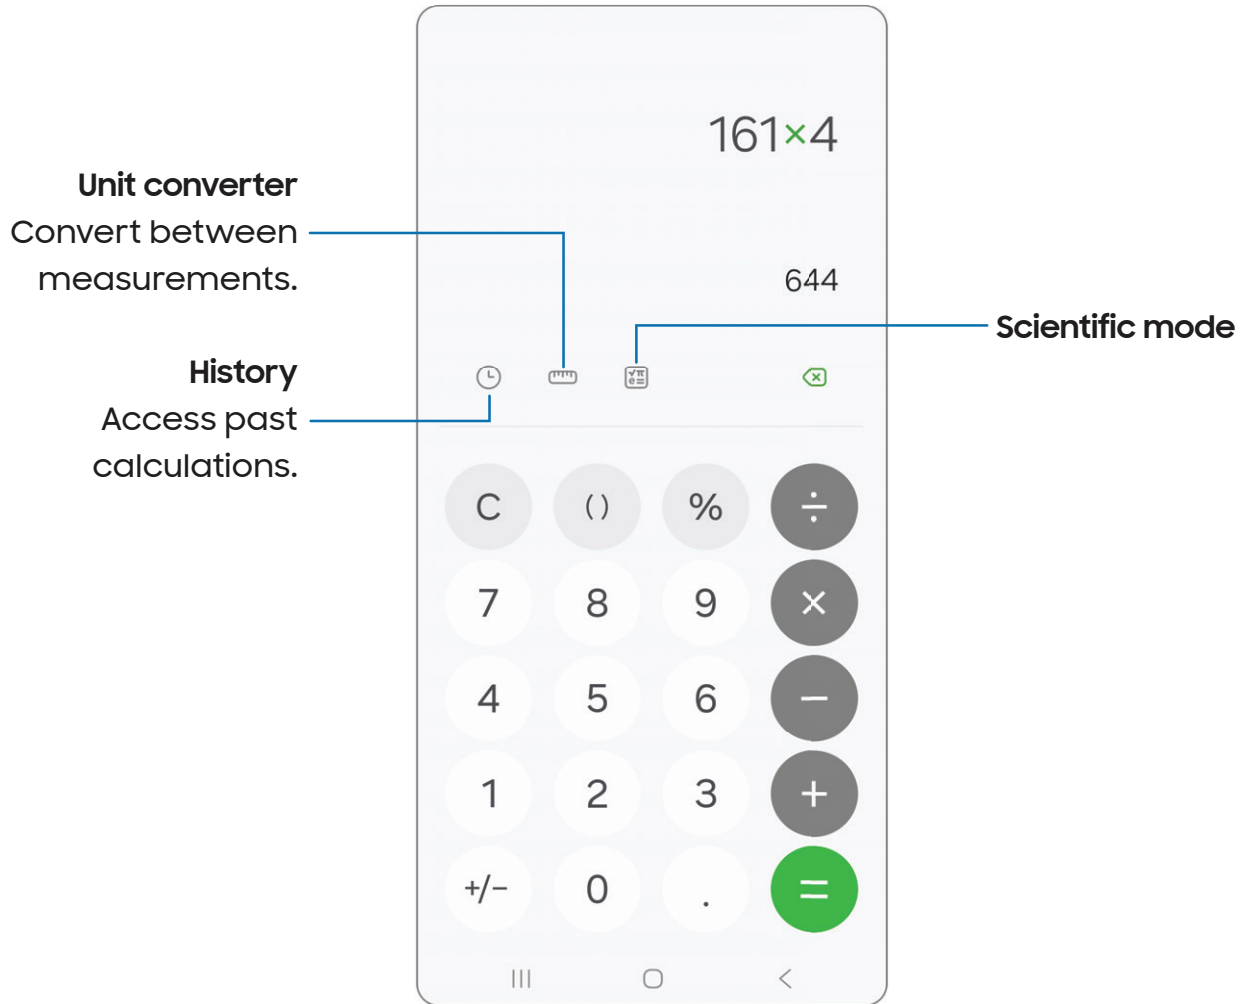 161×4
Unit converter
Convert between
measurements.
644
Scientific mode
History
Access past
calculations.
√π
e=
C () % ÷
7 8 9 ×
4 5 6 −
1 2 3 +
+/− 0 . =